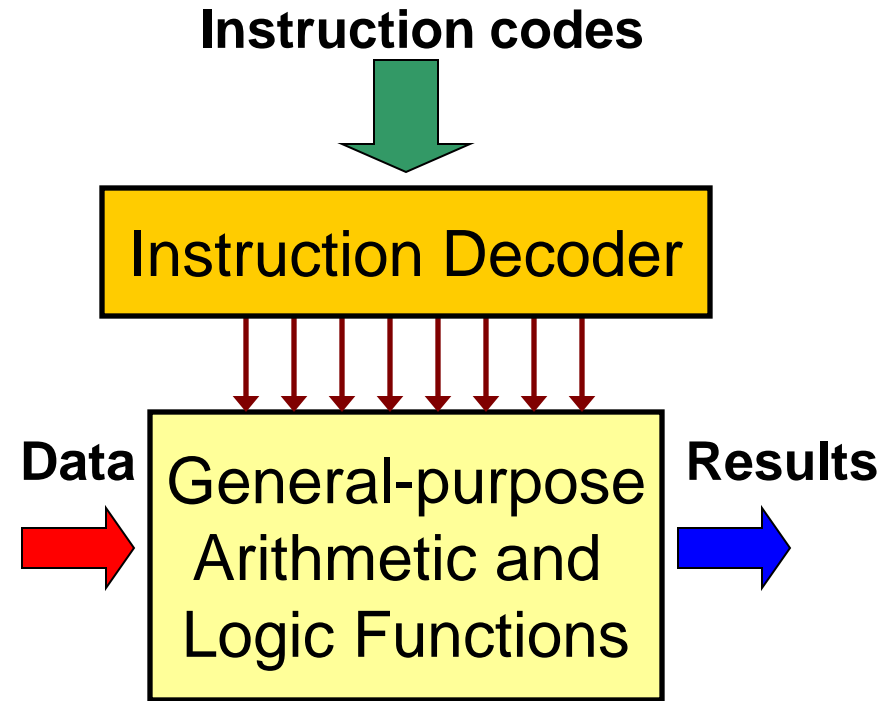 Instruction codes
Instruction Decoder
Data
General-purpose
Arithmetic and
Logic Functions
Results